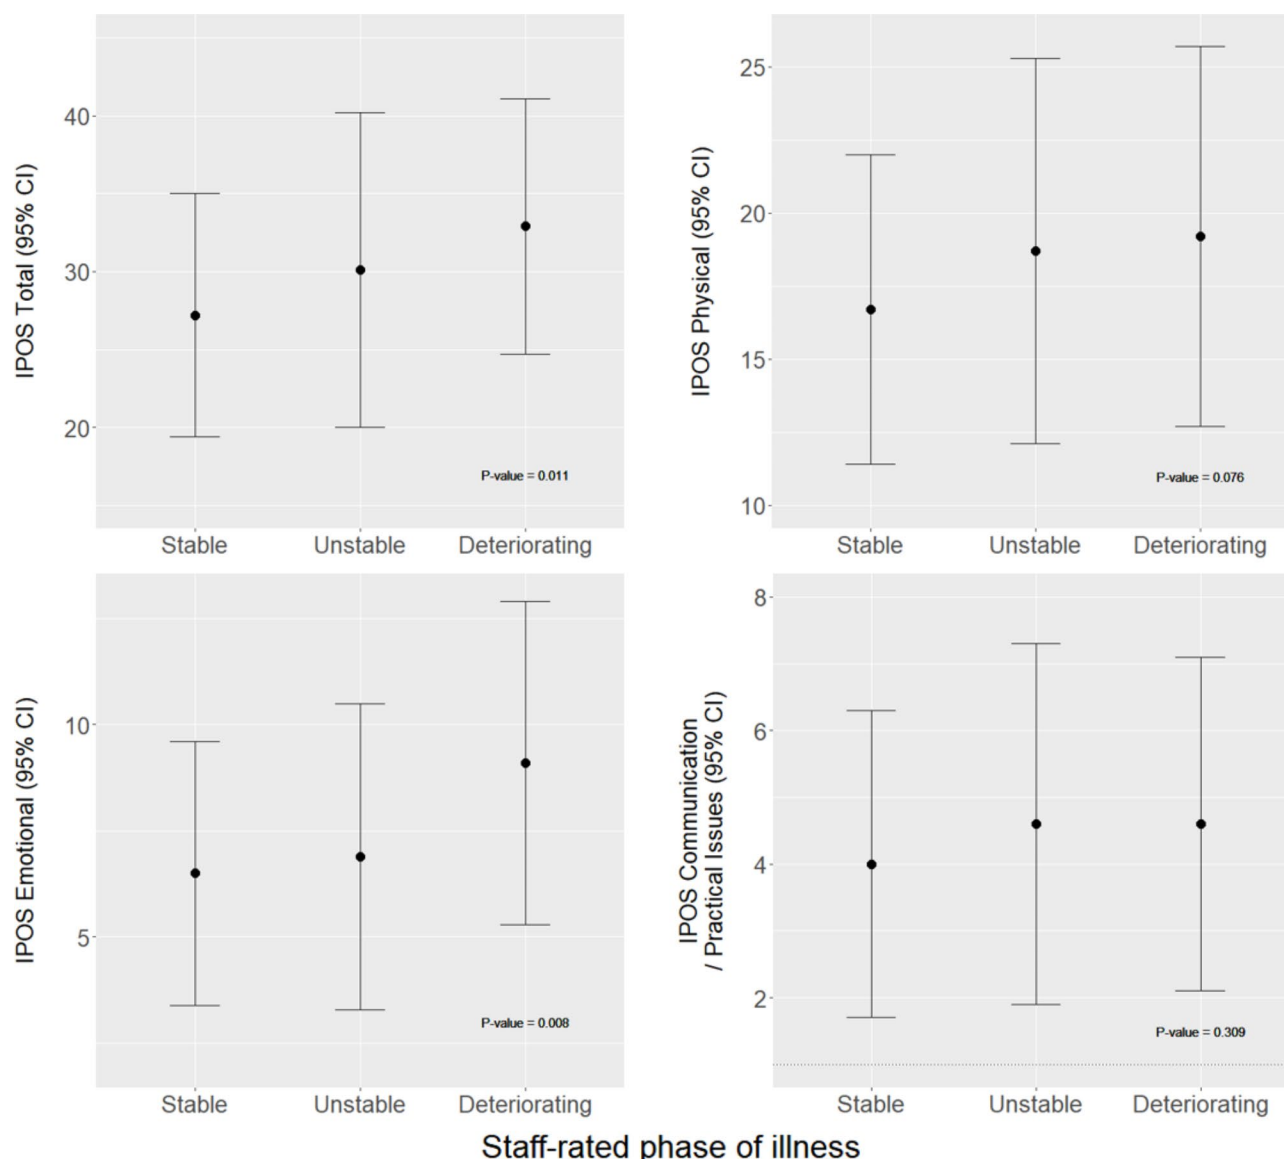 IPOS Total (95% CI)
40
30
20
P-value = 0.011
Stable Unstable Deteriorating
IPOS Physical (95% CI)
25
20
15
10
P-value = 0.076
Stable Unstable Deteriorating
IPOS Emotional (95% CI)
10
5
P-value = 0.008
Stable Unstable Deteriorating
IPOS Communication
/ Practical Issues (95% CI)
8
6
4
2
P-value = 0.309
Stable Unstable Deteriorating
Staff-rated phase of illness